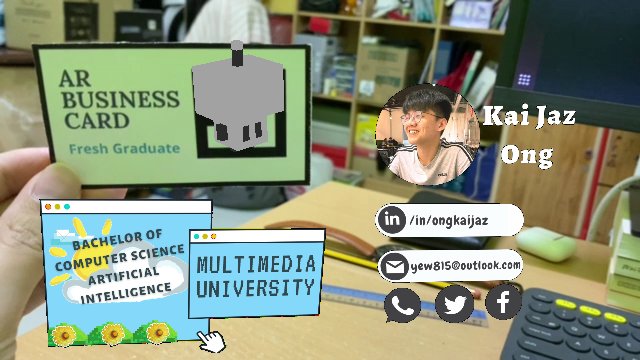 AR
BUSINESS
CARD
Fresh Graduate
Kai Jaz
Ong
in /in/ongkaijaz
yew815@outlook.com
BACHELOR OF
COMPUTER SCIENCE
ARTIFICIAL
INTELLIGENCE
MULTIMEDIA
UNIVERSITY